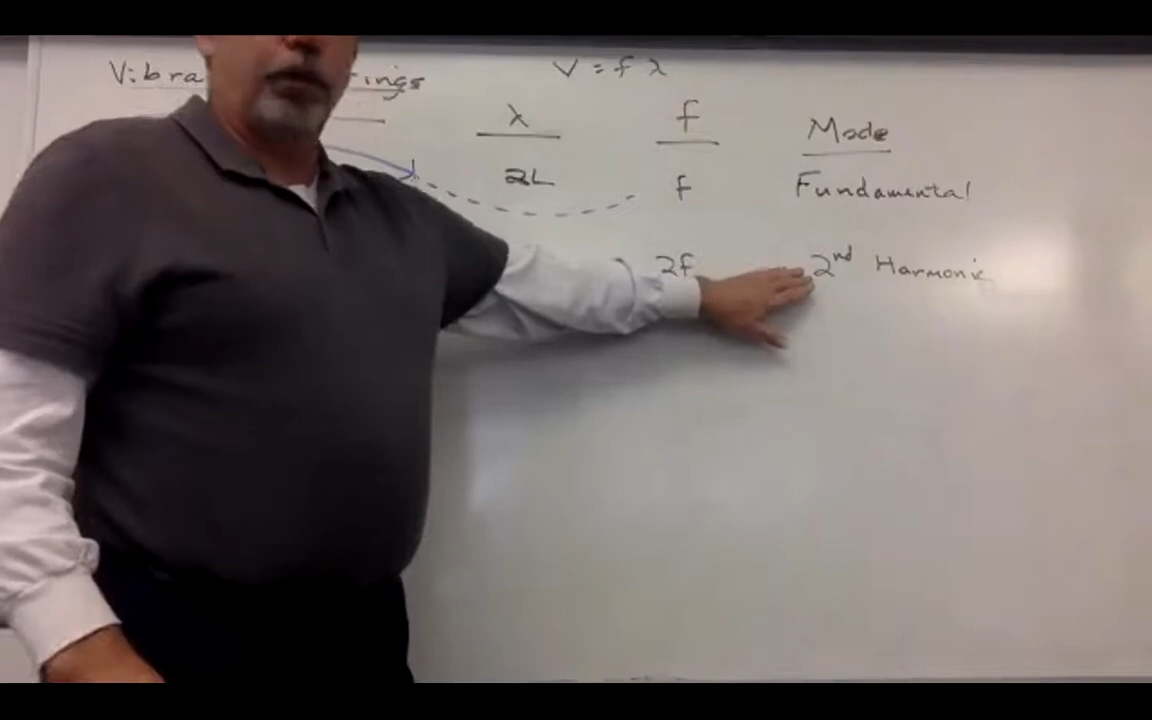 Vibra rings
V = f λ
λ f Mode
2L f Fundamental
2f 2nd Harmonic